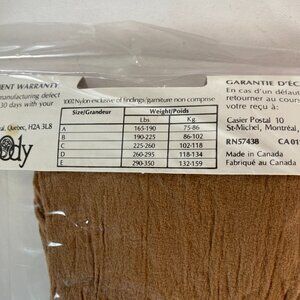 ENT WARRANTY
manufacturing defect
30 days with your
al, Quebec, H2A 3L8
ody
100% Nylon exclusive of findings/garniture non compose
Size/Grandeur Weight/Poids
Lbs Kg
A 165-190 75-86
B 190-225 86-102
C 225-260 102-118
D 260-295 118-134
E 290-350 132-159
GARANTIE D'ÉC
En cas d'un défaut
retourner au cour
votre reçu à:
Casier Postal 10
St-Michel, Montréal,
RN57438 CA01
Made in Canada
Fabriqué au Canada